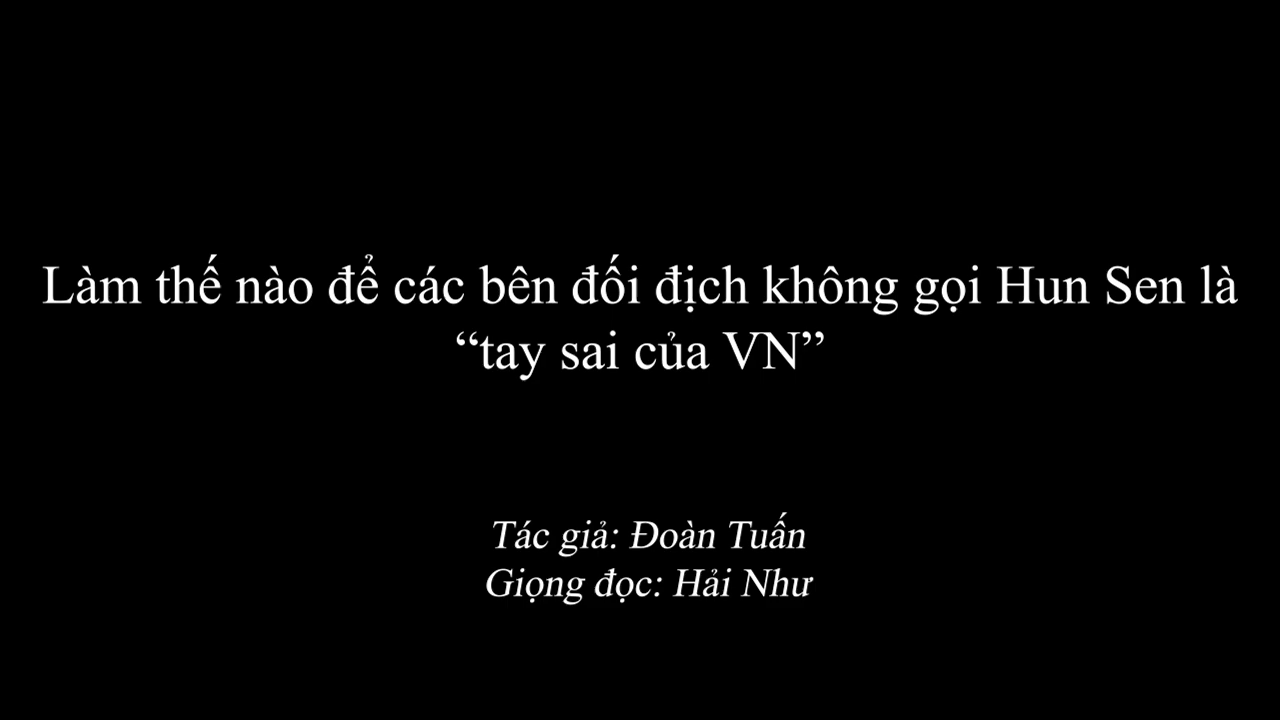 Làm thế nào để các bên đối địch không gọi Hun Sen là
“tay sai của VN”
Tác giả: Đoàn Tuấn
Giọng đọc: Hải Như